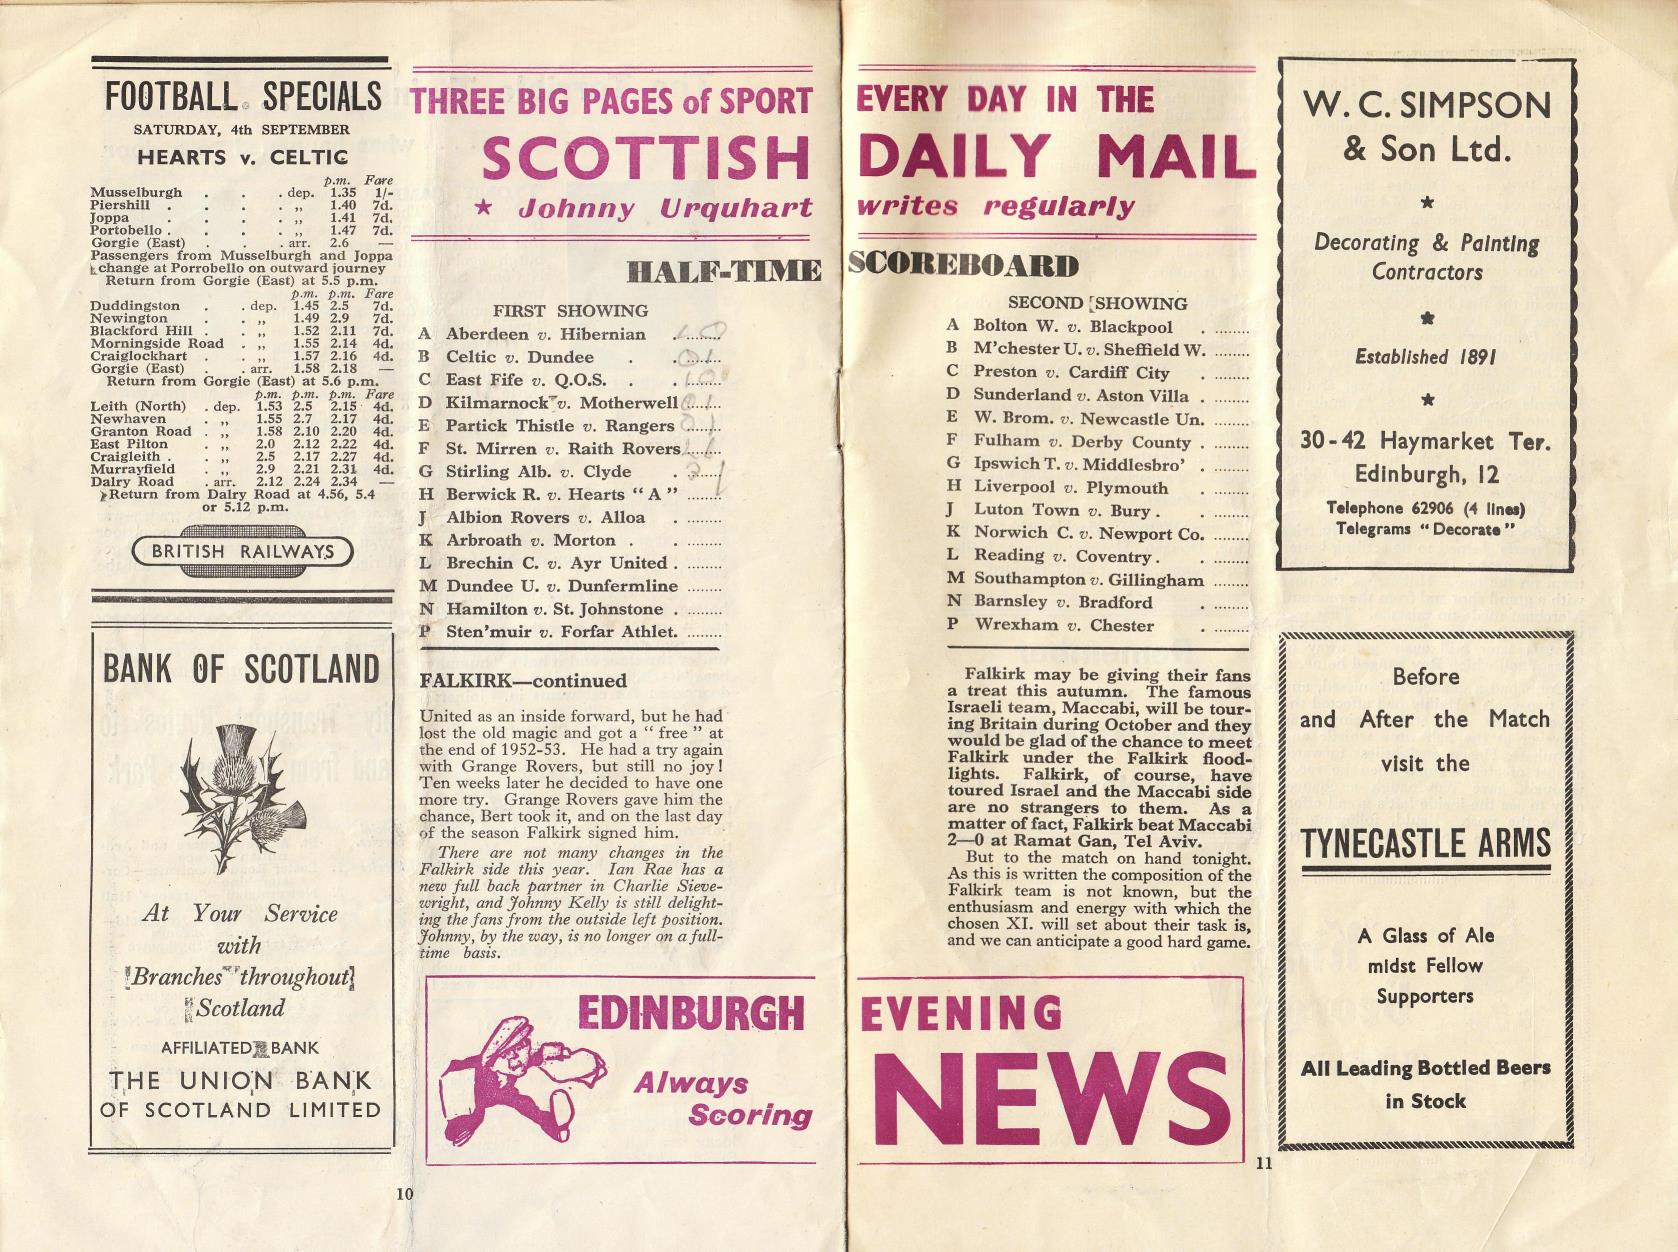 FOOTBALL SPECIALS
SATURDAY, 4th SEPTEMBER
HEARTS v. CELTIC
p.m. Fare
Musselburgh . . . dep. 1.35 1/-
Piershill . . . . ,, 1.40 7d.
Joppa . . . . ,, 1.41 7d.
Portobello . . . . ,, 1.47 7d.
Gorgie (East) . . . arr. 2.6 —
Passengers from Musselburgh and Joppa
change at Porrobello on outward journey
Return from Gorgie (East) at 5.5 p.m.
p.m. p.m. Fare
Duddingston . . dep. 1.45 2.5 7d.
Newington . . ,, 1.49 2.9 7d.
Blackford Hill . . ,, 1.52 2.11 7d.
Morningside Road . ,, 1.55 2.14 4d.
Craiglockhart . . ,, 1.57 2.16 4d.
Gorgie (East) . . arr. 1.58 2.18 —
Return from Gorgie (East) at 5.6 p.m.
p.m. p.m. p.m. Fare
Leith (North) . dep. 1.53 2.5 2.15 4d.
Newhaven . ,, 1.55 2.7 2.17 4d.
Granton Road . ,, 1.58 2.10 2.20 4d.
East Pilton . ,, 2.0 2.12 2.22 4d.
Craigleith . . ,, 2.5 2.17 2.27 4d.
Murrayfield . ,, 2.9 2.21 2.31 4d.
Dalry Road . arr. 2.12 2.24 2.34 —
Return from Dalry Road at 4.56, 5.4
or 5.12 p.m.
BRITISH RAILWAYS
BANK OF SCOTLAND
At Your Service
with
Branches throughout
Scotland
AFFILIATED BANK
THE UNION BANK
OF SCOTLAND LIMITED
THREE BIG PAGES of SPORT
SCOTTISH
★ Johnny Urquhart
HALF-TIME
FIRST SHOWING
A Aberdeen v. Hibernian . ........
B Celtic v. Dundee . . ........
C East Fife v. Q.O.S. . . ........
D Kilmarnock v. Motherwell ........
E Partick Thistle v. Rangers ........
F St. Mirren v. Raith Rovers ........
G Stirling Alb. v. Clyde . ........
H Berwick R. v. Hearts "A" ........
J Albion Rovers v. Alloa . ........
K Arbroath v. Morton . . ........
L Brechin C. v. Ayr United . ........
M Dundee U. v. Dunfermline ........
N Hamilton v. St. Johnstone . ........
P Sten'muir v. Forfar Athlet. ........
FALKIRK—continued
United as an inside forward, but he had
lost the old magic and got a "free" at
the end of 1952-53. He had a try again
with Grange Rovers, but still no joy!
Ten weeks later he decided to have one
more try. Grange Rovers gave him the
chance, Bert took it, and on the last day
of the season Falkirk signed him.
There are not many changes in the
Falkirk side this year. Ian Rae has a
new full back partner in Charlie Sieve-
wright, and Johnny Kelly is still delight-
ing the fans from the outside left position.
Johnny, by the way, is no longer on a full-
time basis.
EDINBURGH
Always
Scoring
10
EVERY DAY IN THE
DAILY MAIL
writes regularly
SCOREBOARD
SECOND SHOWING
A Bolton W. v. Blackpool . ........
B M'chester U. v. Sheffield W. ........
C Preston v. Cardiff City . ........
D Sunderland v. Aston Villa . ........
E W. Brom. v. Newcastle Un. ........
F Fulham v. Derby County . ........
G Ipswich T. v. Middlesbro' . ........
H Liverpool v. Plymouth . ........
J Luton Town v. Bury . . ........
K Norwich C. v. Newport Co. ........
L Reading v. Coventry . . ........
M Southampton v. Gillingham ........
N Barnsley v. Bradford . ........
P Wrexham v. Chester . ........
Falkirk may be giving their fans
a treat this autumn. The famous
Israeli team, Maccabi, will be tour-
ing Britain during October and they
would be glad of the chance to meet
Falkirk under the Falkirk flood-
lights. Falkirk, of course, have
toured Israel and the Maccabi side
are no strangers to them. As a
matter of fact, Falkirk beat Maccabi
2—0 at Ramat Gan, Tel Aviv.
But to the match on hand tonight.
As this is written the composition of the
Falkirk team is not known, but the
enthusiasm and energy with which the
chosen XI. will set about their task is,
and we can anticipate a good hard game.
EVENING
NEWS
11
W. C. SIMPSON
& Son Ltd.
★
Decorating & Painting
Contractors
★
Established 1891
★
30-42 Haymarket Ter.
Edinburgh, 12
Telephone 62906 (4 lines)
Telegrams "Decorate"
Before
and After the Match
visit the
TYNECASTLE ARMS
A Glass of Ale
midst Fellow
Supporters
All Leading Bottled Beers
in Stock